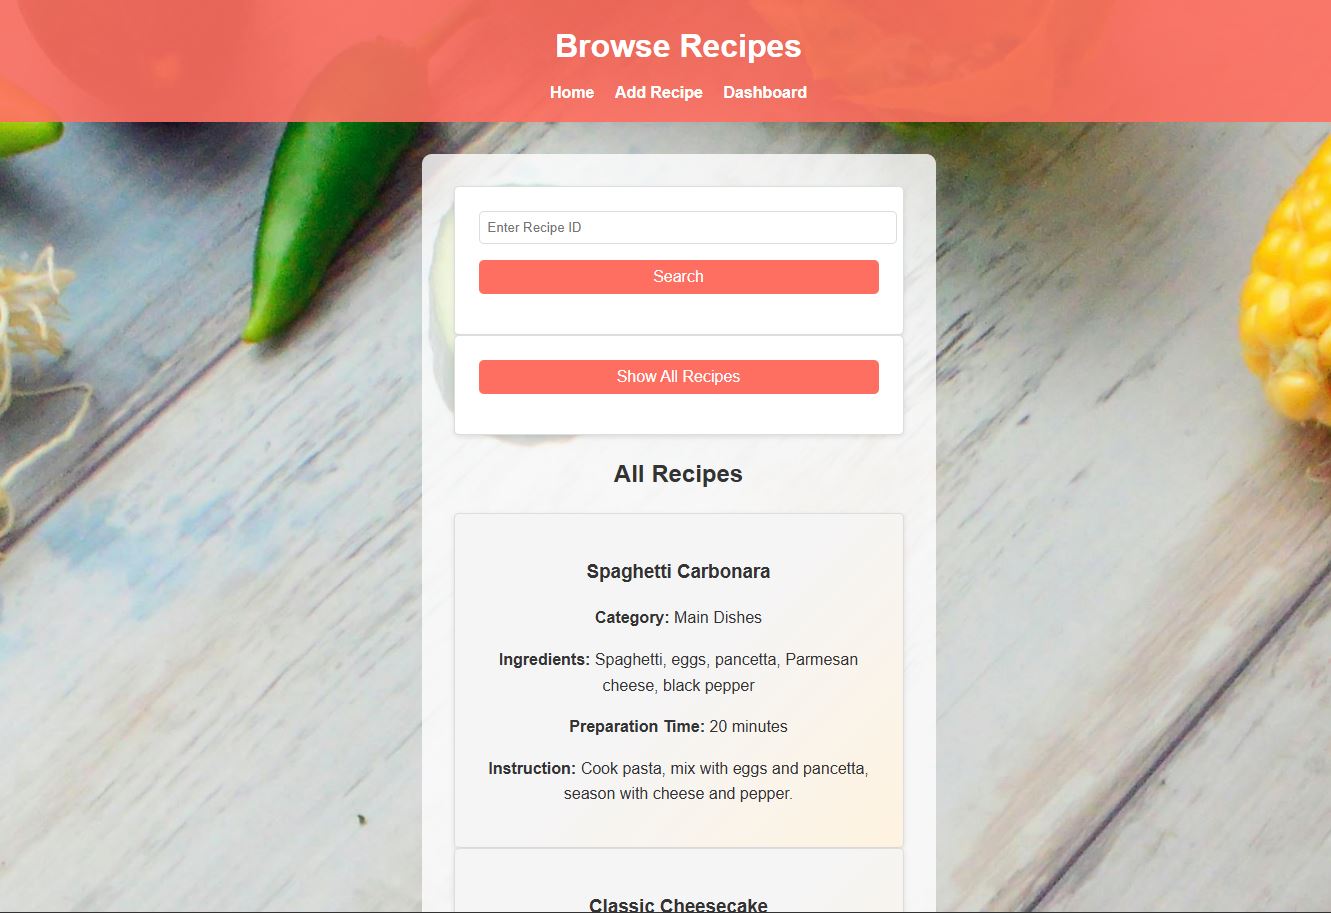 Browse Recipes
Home Add Recipe Dashboard
Enter Recipe ID
Search
Show All Recipes
All Recipes
Spaghetti Carbonara
Category: Main Dishes
Ingredients: Spaghetti, eggs, pancetta, Parmesan
cheese, black pepper
Preparation Time: 20 minutes
Instruction: Cook pasta, mix with eggs and pancetta,
season with cheese and pepper.
Classic Cheesecake